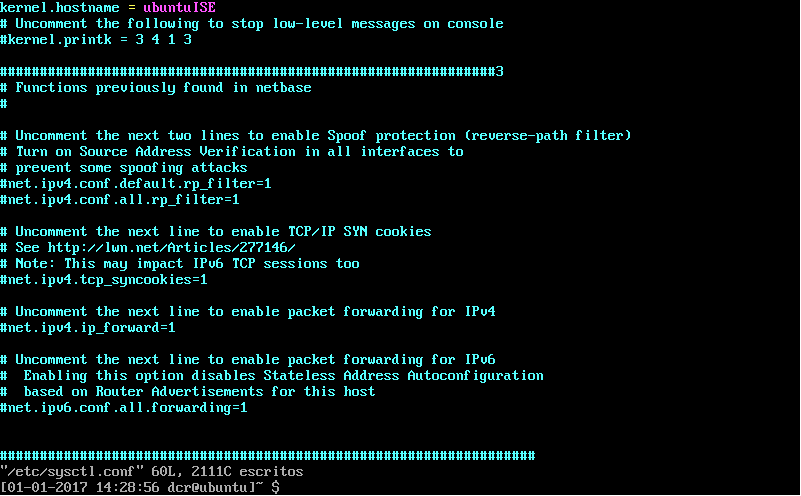 kernel.hostname = ubuntuISE
# Uncomment the following to stop low-level messages on console
#kernel.printk = 3 4 1 3
##############################################################3
# Functions previously found in netbase
#
# Uncomment the next two lines to enable Spoof protection (reverse-path filter)
# Turn on Source Address Verification in all interfaces to
# prevent some spoofing attacks
#net.ipv4.conf.default.rp_filter=1
#net.ipv4.conf.all.rp_filter=1
# Uncomment the next line to enable TCP/IP SYN cookies
# See http://lwn.net/Articles/277146/
# Note: This may impact IPv6 TCP sessions too
#net.ipv4.tcp_syncookies=1
# Uncomment the next line to enable packet forwarding for IPv4
#net.ipv4.ip_forward=1
# Uncomment the next line to enable packet forwarding for IPv6
#  Enabling this option disables Stateless Address Autoconfiguration
#  based on Router Advertisements for this host
#net.ipv6.conf.all.forwarding=1
###################################################################
"/etc/sysctl.conf" 60L, 2111C escritos
[01-01-2017 14:28:56 dcr@ubuntu]~ $